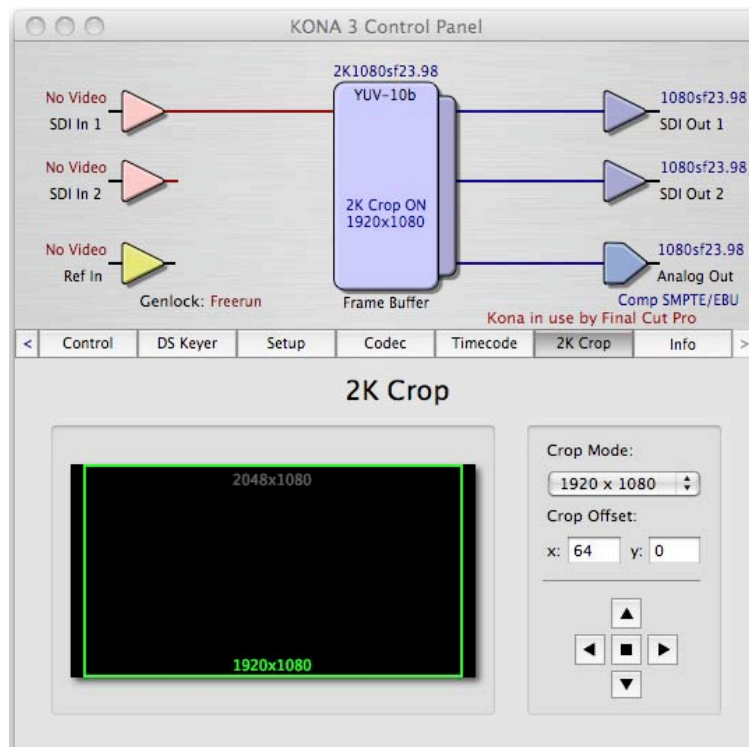 KONA 3 Control Panel
2K1080sf23.98
YUV-10b
2K Crop ON
1920x1080
Frame Buffer
No Video
SDI In 1
No Video
SDI In 2
No Video
Ref In
Genlock: Freerun
1080sf23.98
SDI Out 1
1080sf23.98
SDI Out 2
1080sf23.98
Analog Out
Comp SMPTE/EBU
Kona in use by Final Cut Pro
< Control DS Keyer Setup Codec Timecode 2K Crop Info >
2K Crop
2048x1080
1920x1080
Crop Mode:
1920 x 1080
Crop Offset:
x: 64 y: 0